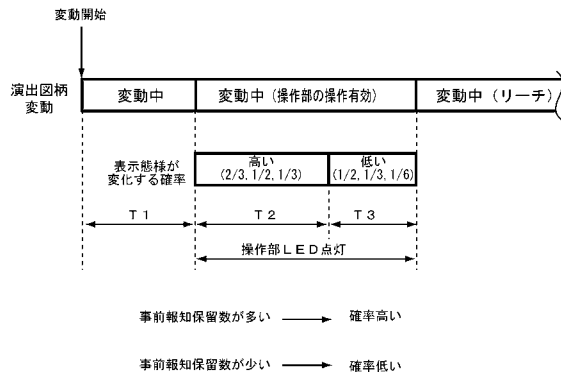 変動開始
演出図柄
変動
変動中
変動中(操作部の操作有効)
変動中(リーチ)
表示態様が
変化する確率
高い
(2/3, 1/2, 1/3)
低い
(1/2, 1/3, 1/6)
T1
T2
T3
操作部LED点灯
事前報知保留数が多い → 確率高い
事前報知保留数が少い → 確率低い